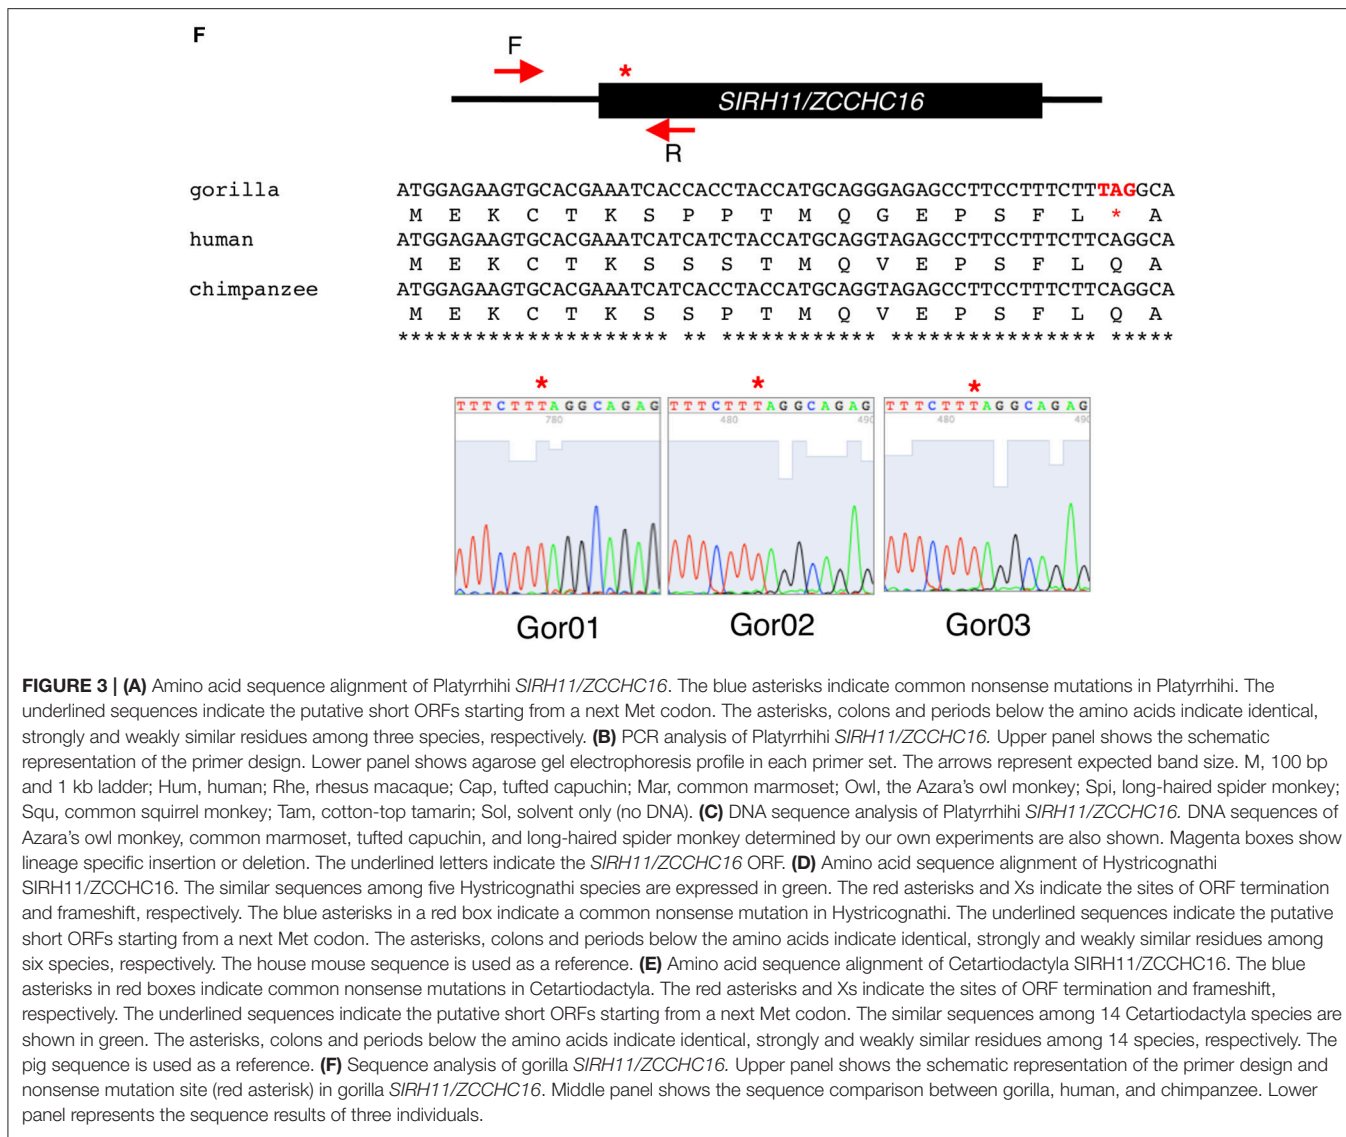 F
F
*
SIRH11/ZCCHC16
R
gorilla ATGGAGAAGTGCACGAAATCACCACCTACCATGCAGGGAGAGCCTTCCTTTCTTTAGGCA
M E K C T K S P P T M Q G E P S F L * A
human ATGGAGAAGTGCACGAAATCATCATCTACCATGCAGGTAGAGCCTTCCTTTCTTCAGGCA
M E K C T K S S S T M Q V E P S F L Q A
chimpanzee ATGGAGAAGTGCACGAAATCATCACCTACCATGCAGGTAGAGCCTTCCTTTCTTCAGGCA
M E K C T K S S P T M Q V E P S F L Q A
********************* ** ************ **************** *****
* * *
TTTCTTTAGGCAGAG TTTCTTTAGGCAGAG TTTCTTTAGGCAGAG
780 480 490 480 490
Gor01 Gor02 Gor03
FIGURE 3 | (A) Amino acid sequence alignment of Platyrrhihi SIRH11/ZCCHC16. The blue asterisks indicate common nonsense mutations in Platyrrhihi. The
underlined sequences indicate the putative short ORFs starting from a next Met codon. The asterisks, colons and periods below the amino acids indicate identical,
strongly and weakly similar residues among three species, respectively. (B) PCR analysis of Platyrrhihi SIRH11/ZCCHC16. Upper panel shows the schematic
representation of the primer design. Lower panel shows agarose gel electrophoresis profile in each primer set. The arrows represent expected band size. M, 100 bp
and 1 kb ladder; Hum, human; Rhe, rhesus macaque; Cap, tufted capuchin; Mar, common marmoset; Owl, the Azara's owl monkey; Spi, long-haired spider monkey;
Squ, common squirrel monkey; Tam, cotton-top tamarin; Sol, solvent only (no DNA). (C) DNA sequence analysis of Platyrrhihi SIRH11/ZCCHC16. DNA sequences of
Azara's owl monkey, common marmoset, tufted capuchin, and long-haired spider monkey determined by our own experiments are also shown. Magenta boxes show
lineage specific insertion or deletion. The underlined letters indicate the SIRH11/ZCCHC16 ORF. (D) Amino acid sequence alignment of Hystricognathi
SIRH11/ZCCHC16. The similar sequences among five Hystricognathi species are expressed in green. The red asterisks and Xs indicate the sites of ORF termination
and frameshift, respectively. The blue asterisks in a red box indicate a common nonsense mutation in Hystricognathi. The underlined sequences indicate the putative
short ORFs starting from a next Met codon. The asterisks, colons and periods below the amino acids indicate identical, strongly and weakly similar residues among
six species, respectively. The house mouse sequence is used as a reference. (E) Amino acid sequence alignment of Cetartiodactyla SIRH11/ZCCHC16. The blue
asterisks in red boxes indicate common nonsense mutations in Cetartiodactyla. The red asterisks and Xs indicate the sites of ORF termination and frameshift,
respectively. The underlined sequences indicate the putative short ORFs starting from a next Met codon. The similar sequences among 14 Cetartiodactyla species are
shown in green. The asterisks, colons and periods below the amino acids indicate identical, strongly and weakly similar residues among 14 species, respectively. The
pig sequence is used as a reference. (F) Sequence analysis of gorilla SIRH11/ZCCHC16. Upper panel shows the schematic representation of the primer design and
nonsense mutation site (red asterisk) in gorilla SIRH11/ZCCHC16. Middle panel shows the sequence comparison between gorilla, human, and chimpanzee. Lower
panel represents the sequence results of three individuals.